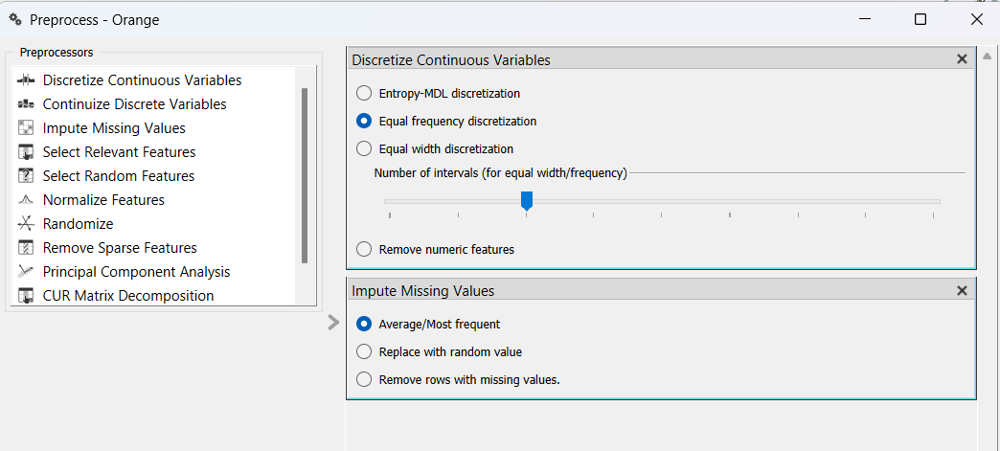 Preprocess - Orange
Preprocessors
Discretize Continuous Variables
Continuize Discrete Variables
Impute Missing Values
Select Relevant Features
Select Random Features
Normalize Features
Randomize
Remove Sparse Features
Principal Component Analysis
CUR Matrix Decomposition
Discretize Continuous Variables
Entropy-MDL discretization
Equal frequency discretization
Equal width discretization
Number of intervals (for equal width/frequency)
Remove numeric features
Impute Missing Values
Average/Most frequent
Replace with random value
Remove rows with missing values.